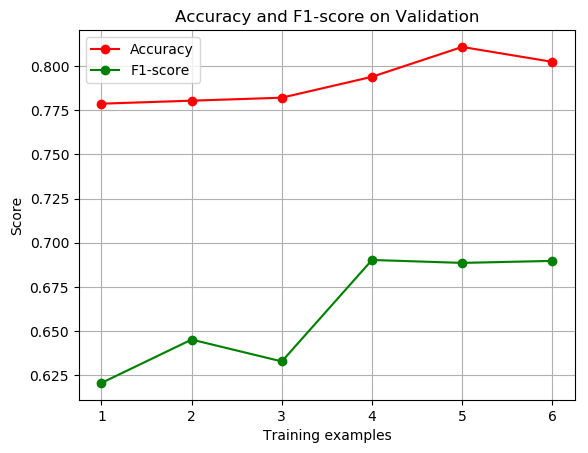 Accuracy and F1-score on Validation
Accuracy
F1-score
0.800
0.775
0.750
0.725
0.700
0.675
0.650
0.625
Score
1 2 3 4 5 6
Training examples